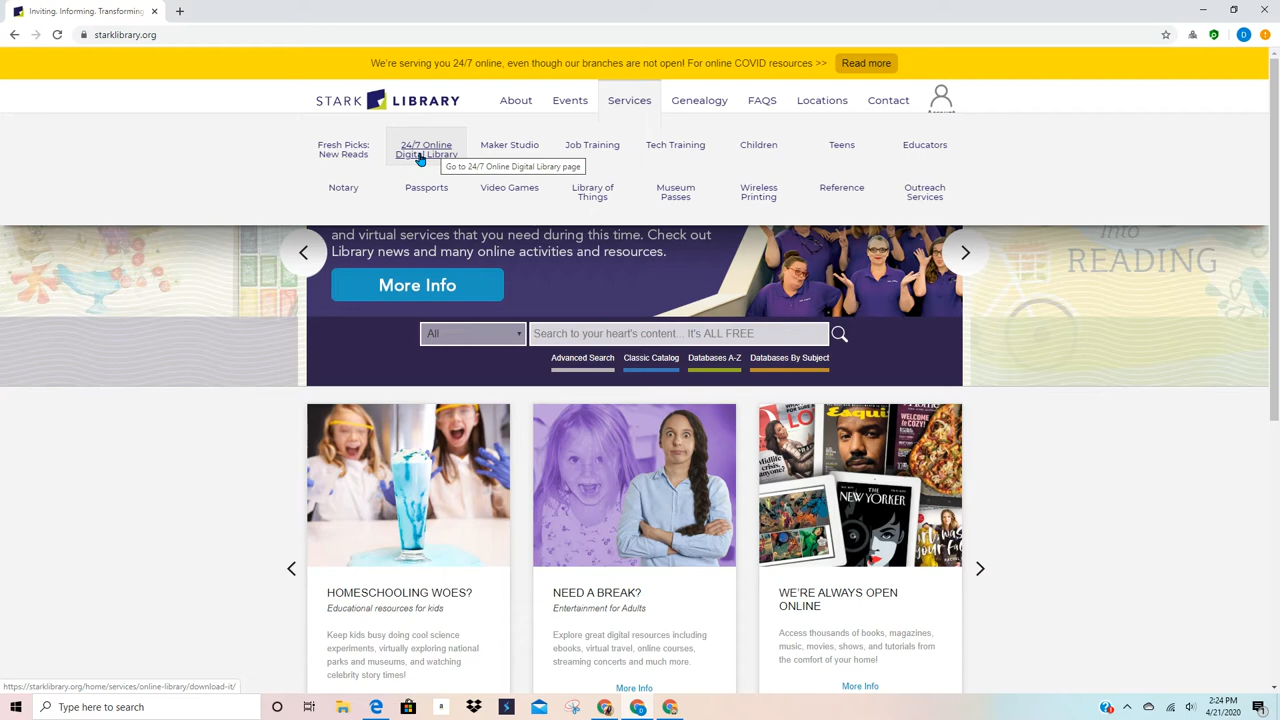 Inviting. Informing. Transforming.
starklibrary.org
D
We're serving you 24/7 online, even though our branches are not open! For online COVID resources >> Read more
STARK LIBRARY
About Events Services Genealogy FAQS Locations Contact
Fresh Picks: New Reads
24/7 Online Digital Library
Maker Studio
Job Training
Tech Training
Children
Teens
Educators
Go to 24/7 Online Digital Library page
Notary
Passports
Video Games
Library of Things
Museum Passes
Wireless Printing
Reference
Outreach Services
and virtual services that you need during this time. Check out
Library news and many online activities and resources.
More Info
Into
READING
All
Search to your heart's content... It's ALL FREE
Advanced Search Classic Catalog Databases A-Z Databases By Subject
Esquire
THE NEW YORKER
HOMESCHOOLING WOES?
Educational resources for kids
Keep kids busy doing cool science
experiments, virtually exploring national
parks and museums, and watching
celebrity story times!
NEED A BREAK?
Entertainment for Adults
Explore great digital resources including
ebooks, virtual travel, online courses,
streaming concerts and much more.
More Info
WE'RE ALWAYS OPEN
ONLINE
Access thousands of books, magazines,
music, movies, shows, and tutorials from
the comfort of your home!
More Info
https://starklibrary.org/home/services/online-library/download-it/
Type here to search
2:24 PM
4/21/2020